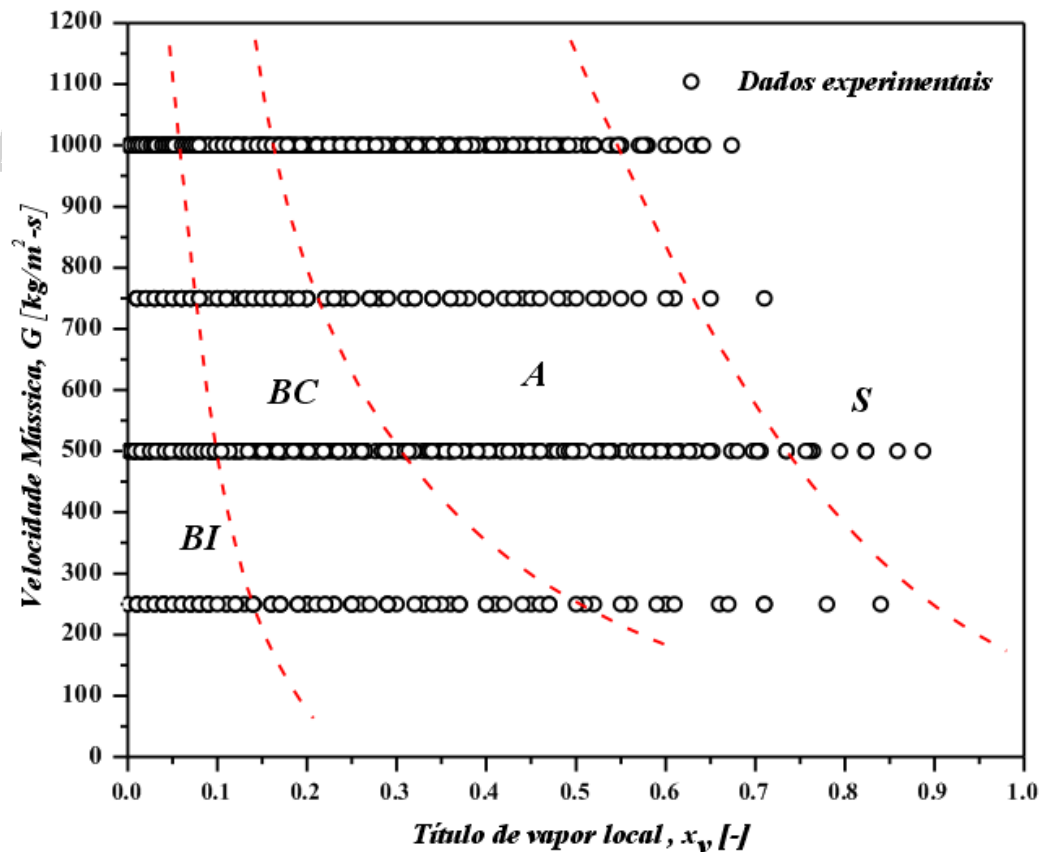 1200
1100
1000
900
800
700
600
500
400
300
200
100
0
Velocidade Mássica, G [kg/m²-s]
Dados experimentais
BI
BC
A
S
0.0 0.1 0.2 0.3 0.4 0.5 0.6 0.7 0.8 0.9 1.0
Título de vapor local , xᵥ [-]